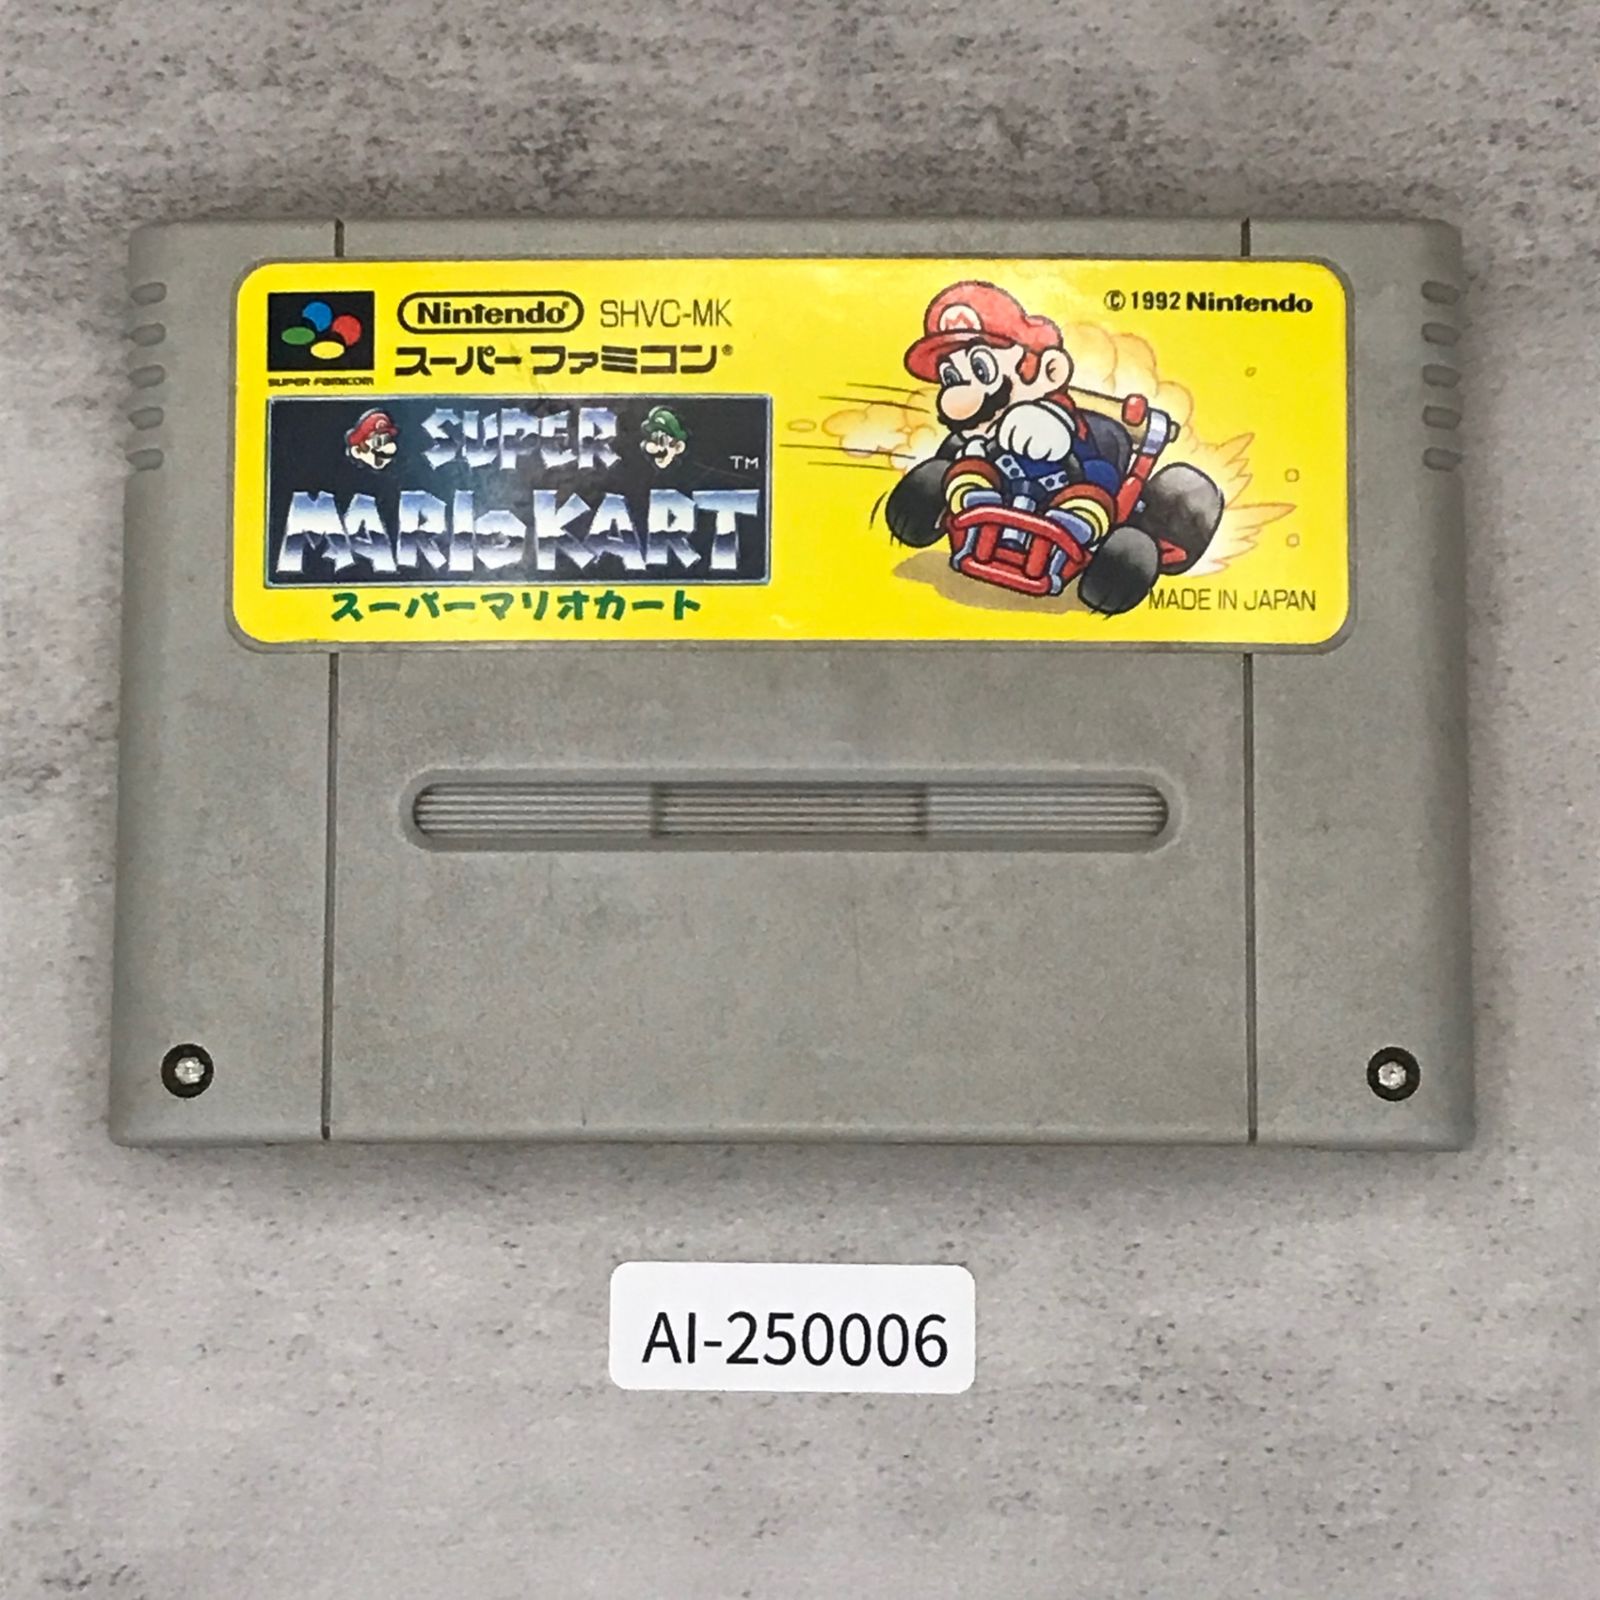 SUPER FAMICOM
Nintendo® SHVC-MK
スーパーファミコン®
© 1992 Nintendo
SUPER
MARIO KART TM
スーパーマリオカート
M
MADE IN JAPAN
AI-250006